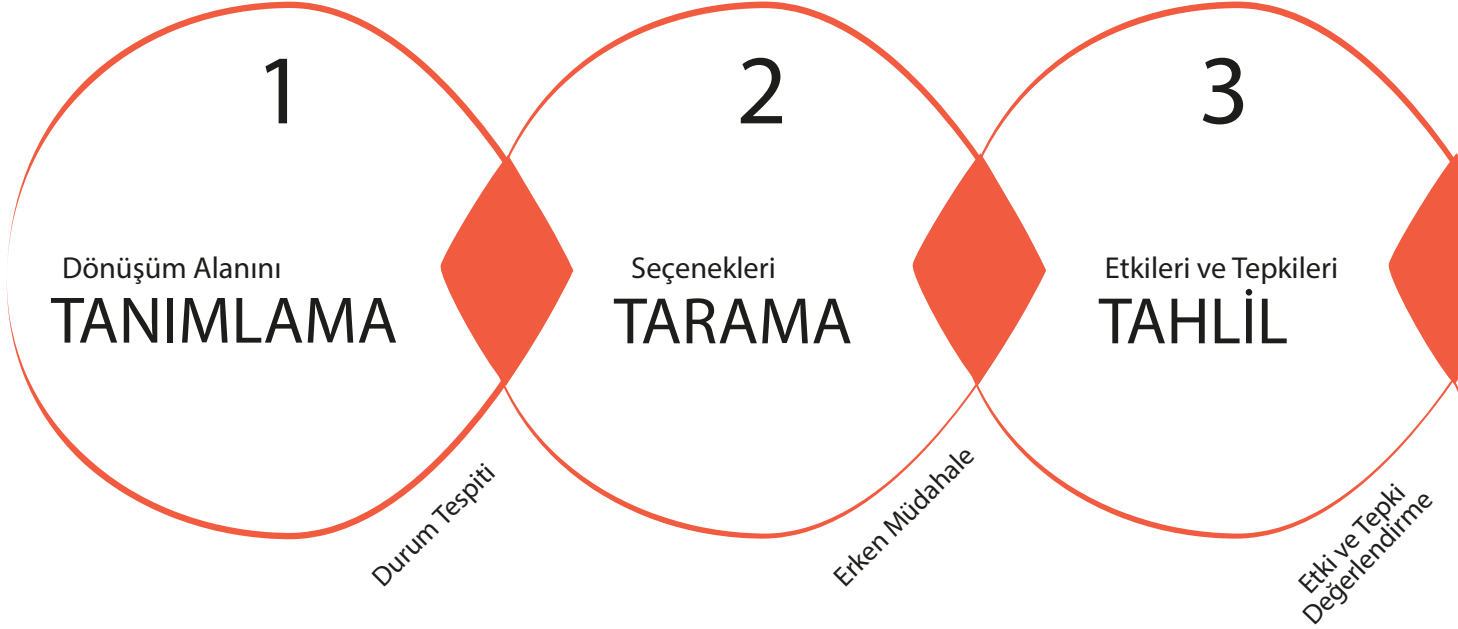 1
Dönüşüm Alanını
TANIMLAMA
Durum Tespiti
2
Seçenekleri
TARAMA
Erken Müdahale
3
Etkileri ve Tepkileri
TAHLİL
Etki ve Tepki
Değerlendirme